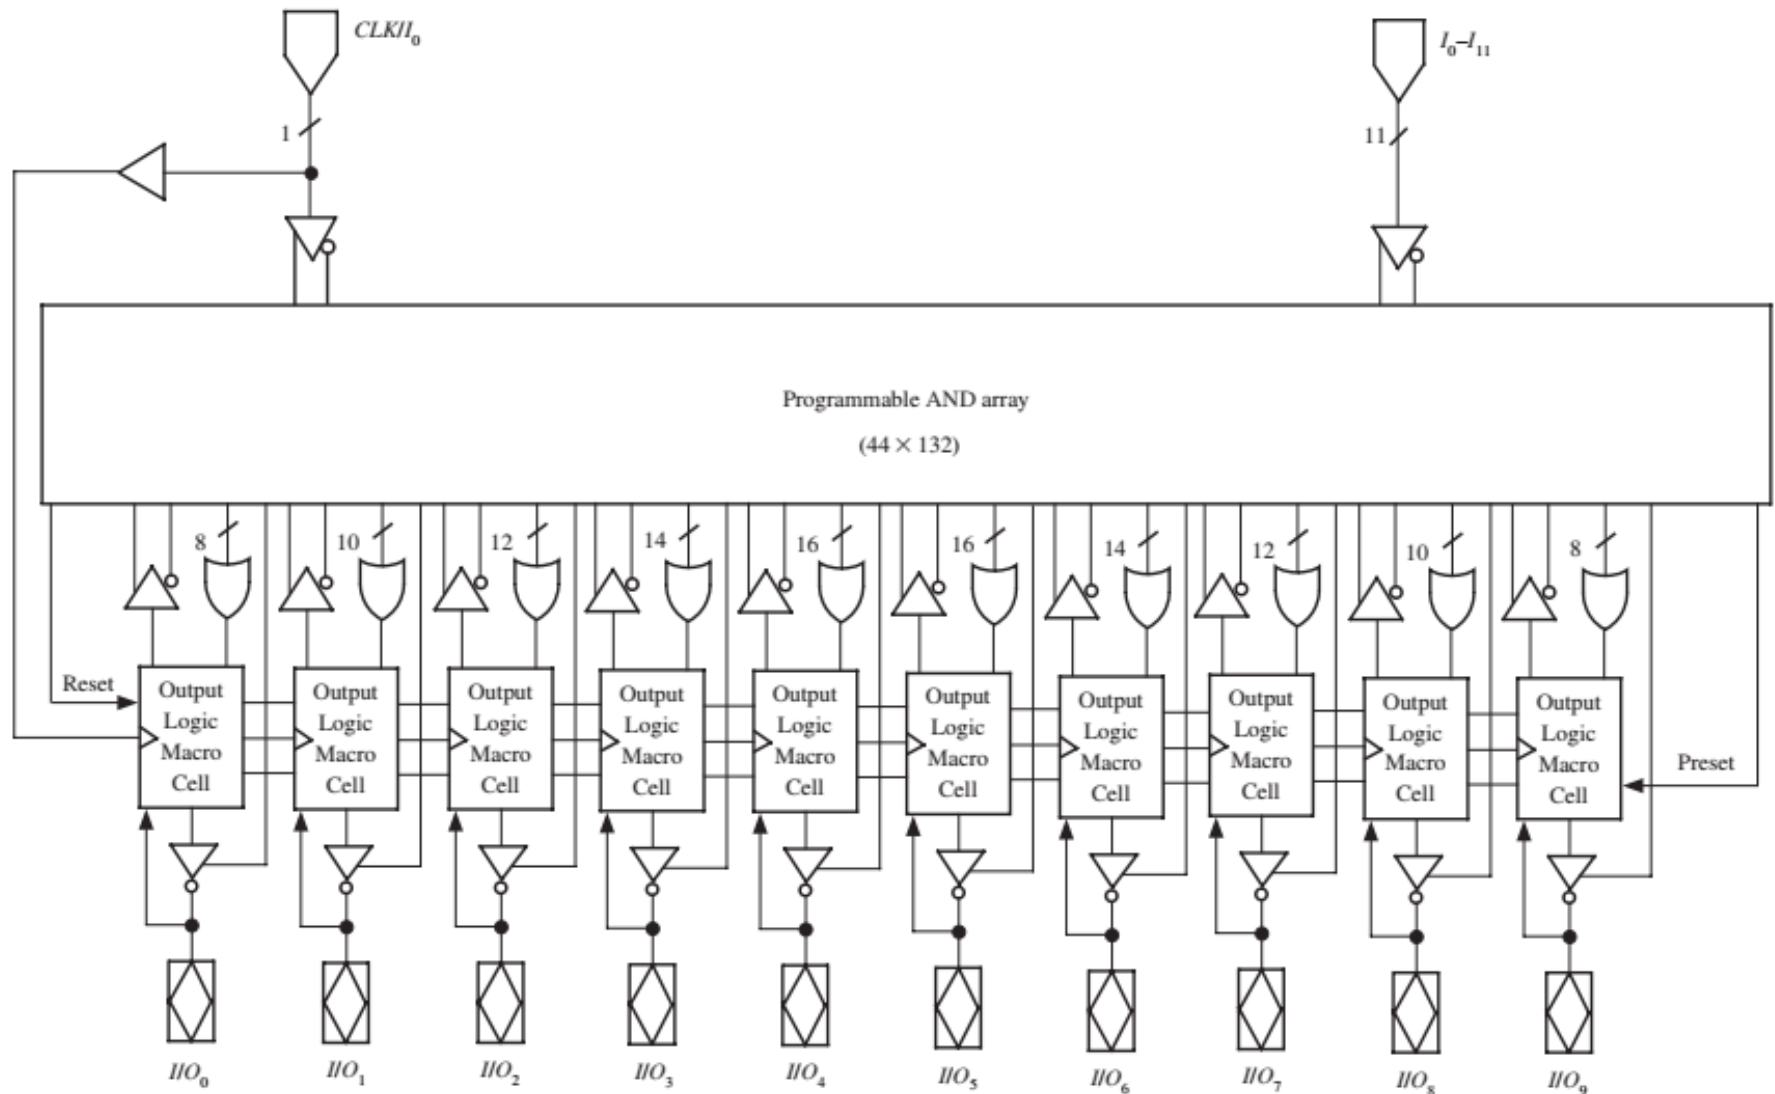 CLK/I₀
I₀–I₁₁
1
11
Programmable AND array
(44 × 132)
8
10
12
14
16
16
14
12
10
8
Reset
Output
Logic
Macro
Cell
Output
Logic
Macro
Cell
Output
Logic
Macro
Cell
Output
Logic
Macro
Cell
Output
Logic
Macro
Cell
Output
Logic
Macro
Cell
Output
Logic
Macro
Cell
Output
Logic
Macro
Cell
Output
Logic
Macro
Cell
Output
Logic
Macro
Cell
Preset
I/O₀
I/O₁
I/O₂
I/O₃
I/O₄
I/O₅
I/O₆
I/O₇
I/O₈
I/O₉